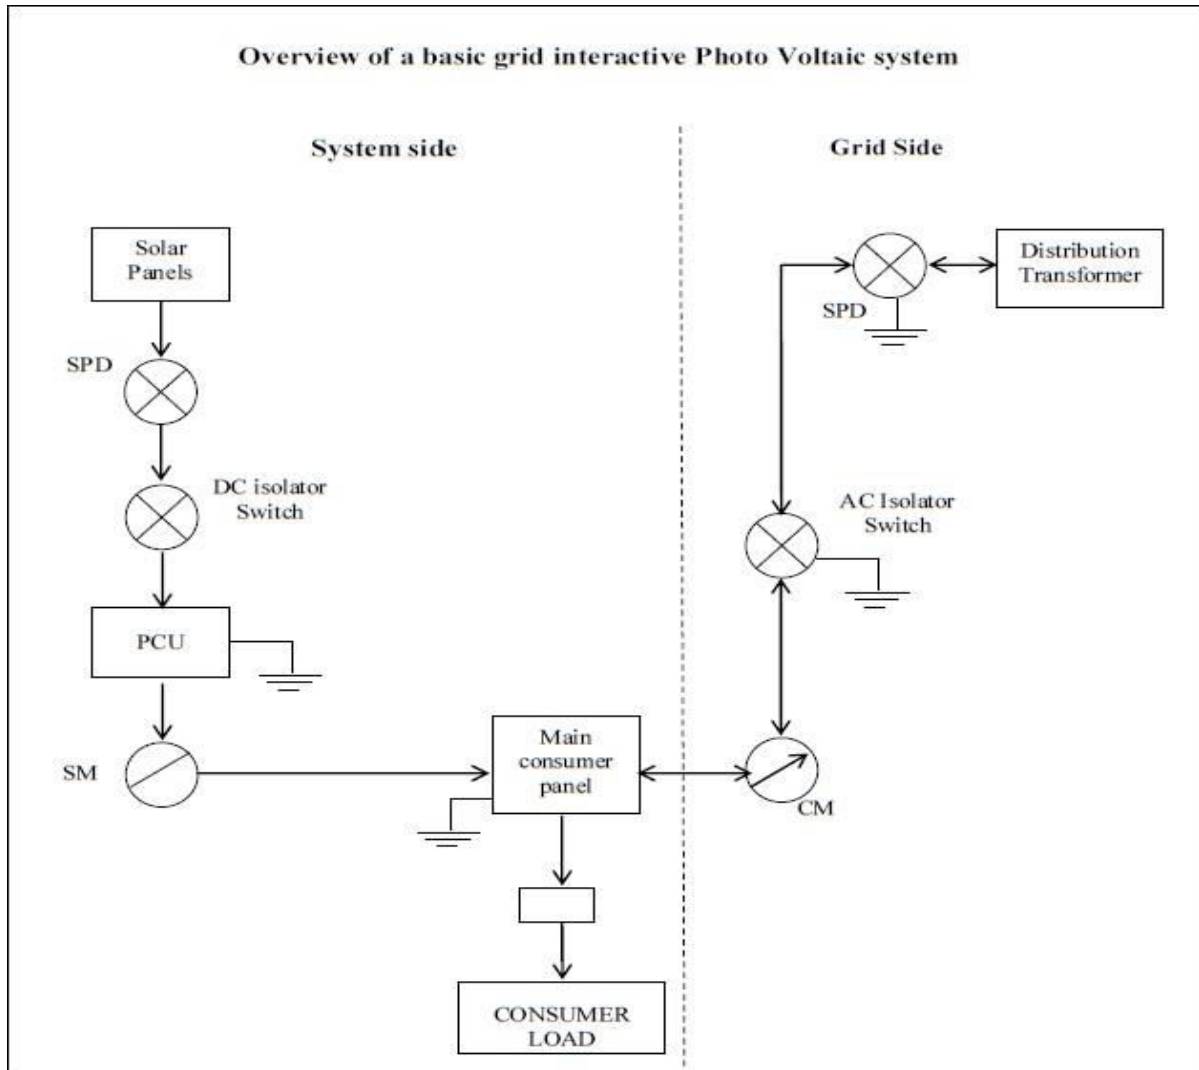 Overview of a basic grid interactive Photo Voltaic system
System side
Grid Side
Solar
Panels
SPD
DC isolator
Switch
PCU
SM
Main
consumer
panel
CONSUMER
LOAD
Distribution
Transformer
SPD
AC Isolator
Switch
CM